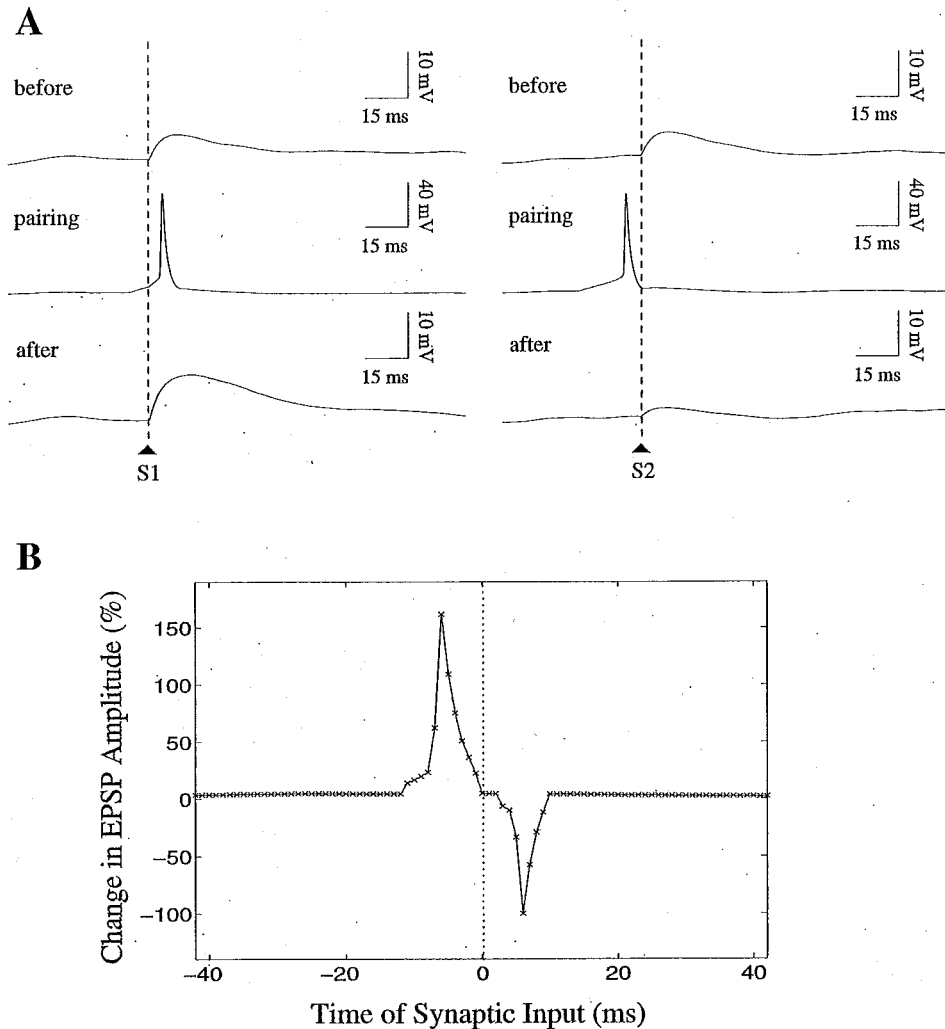 A
before
10 mV
15 ms
pairing
40 mV
15 ms
after
10 mV
15 ms
S1
before
10 mV
15 ms
pairing
40 mV
15 ms
after
10 mV
15 ms
S2
B
Change in EPSP Amplitude (%)
150
100
50
0
−50
−100
−40
−20
0
20
40
Time of Synaptic Input (ms)